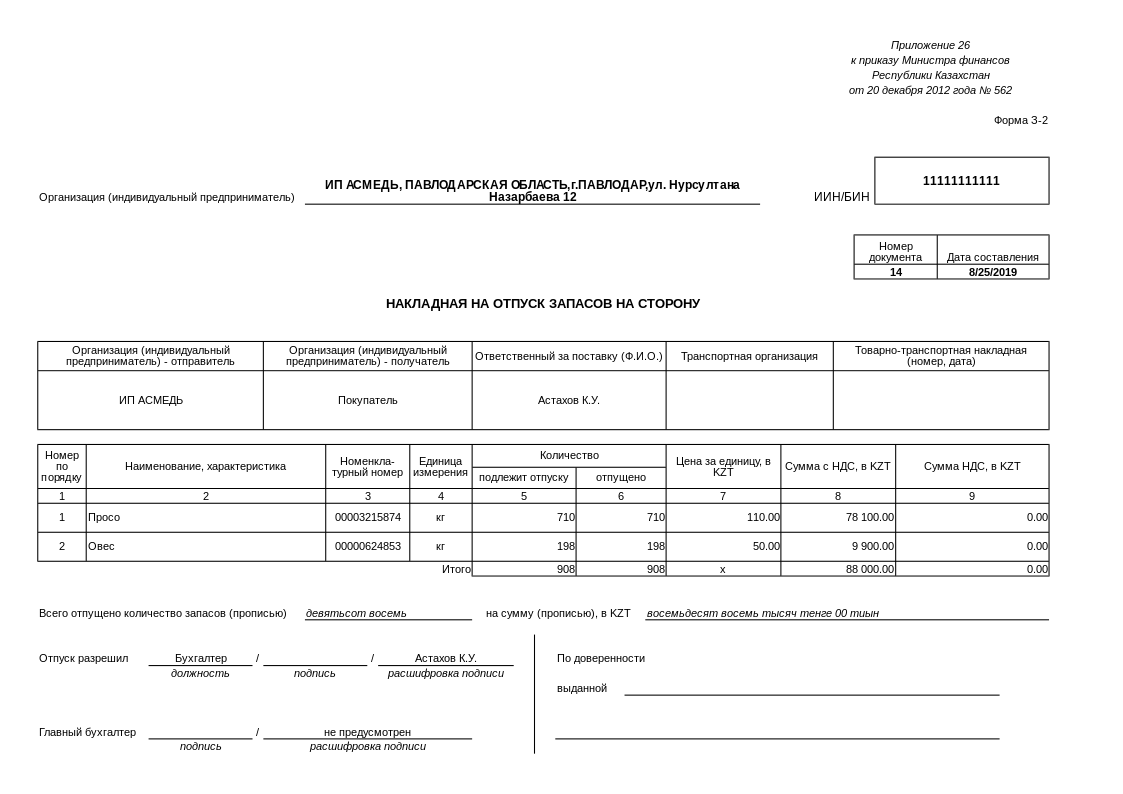 Приложение 26
к приказу Министра финансов
Республики Казахстан
от 20 декабря 2012 года № 562
Форма З-2
Организация (индивидуальный предприниматель) ИП АСМЕДЬ, ПАВЛОДАРСКАЯ ОБЛАСТЬ,г.ПАВЛОДАР,ул. Нурсултана
Назарбаева 12
ИИН/БИН 11111111111
Номер
документа Дата составления
14 8/25/2019
НАКЛАДНАЯ НА ОТПУСК ЗАПАСОВ НА СТОРОНУ
Организация (индивидуальный
предприниматель) - отправитель
Организация (индивидуальный
предприниматель) - получатель
Ответственный за поставку (Ф.И.О.)
Транспортная организация
Товарно-транспортная накладная
(номер, дата)
ИП АСМЕДЬ Покупатель Астахов К.У.
Номер
по
порядку
Наименование, характеристика
Номенкла-
турный номер
Единица
измерения
Количество
подлежит отпуску отпущено
Цена за единицу, в
KZT
Сумма с НДС, в KZT
Сумма НДС, в KZT
1 2 3 4 5 6 7 8 9
1 Просо 00003215874 кг 710 710 110.00 78 100.00 0.00
2 Овес 00000624853 кг 198 198 50.00 9 900.00 0.00
Итого 908 908 х 88 000.00 0.00
Всего отпущено количество запасов (прописью) девятьсот восемь на сумму (прописью), в KZT восемьдесят восемь тысяч тенге 00 тиын
Отпуск разрешил Бухгалтер / / Астахов К.У.
должность подпись расшифровка подписи
По доверенности
выданной
Главный бухгалтер / не предусмотрен
подпись расшифровка подписи